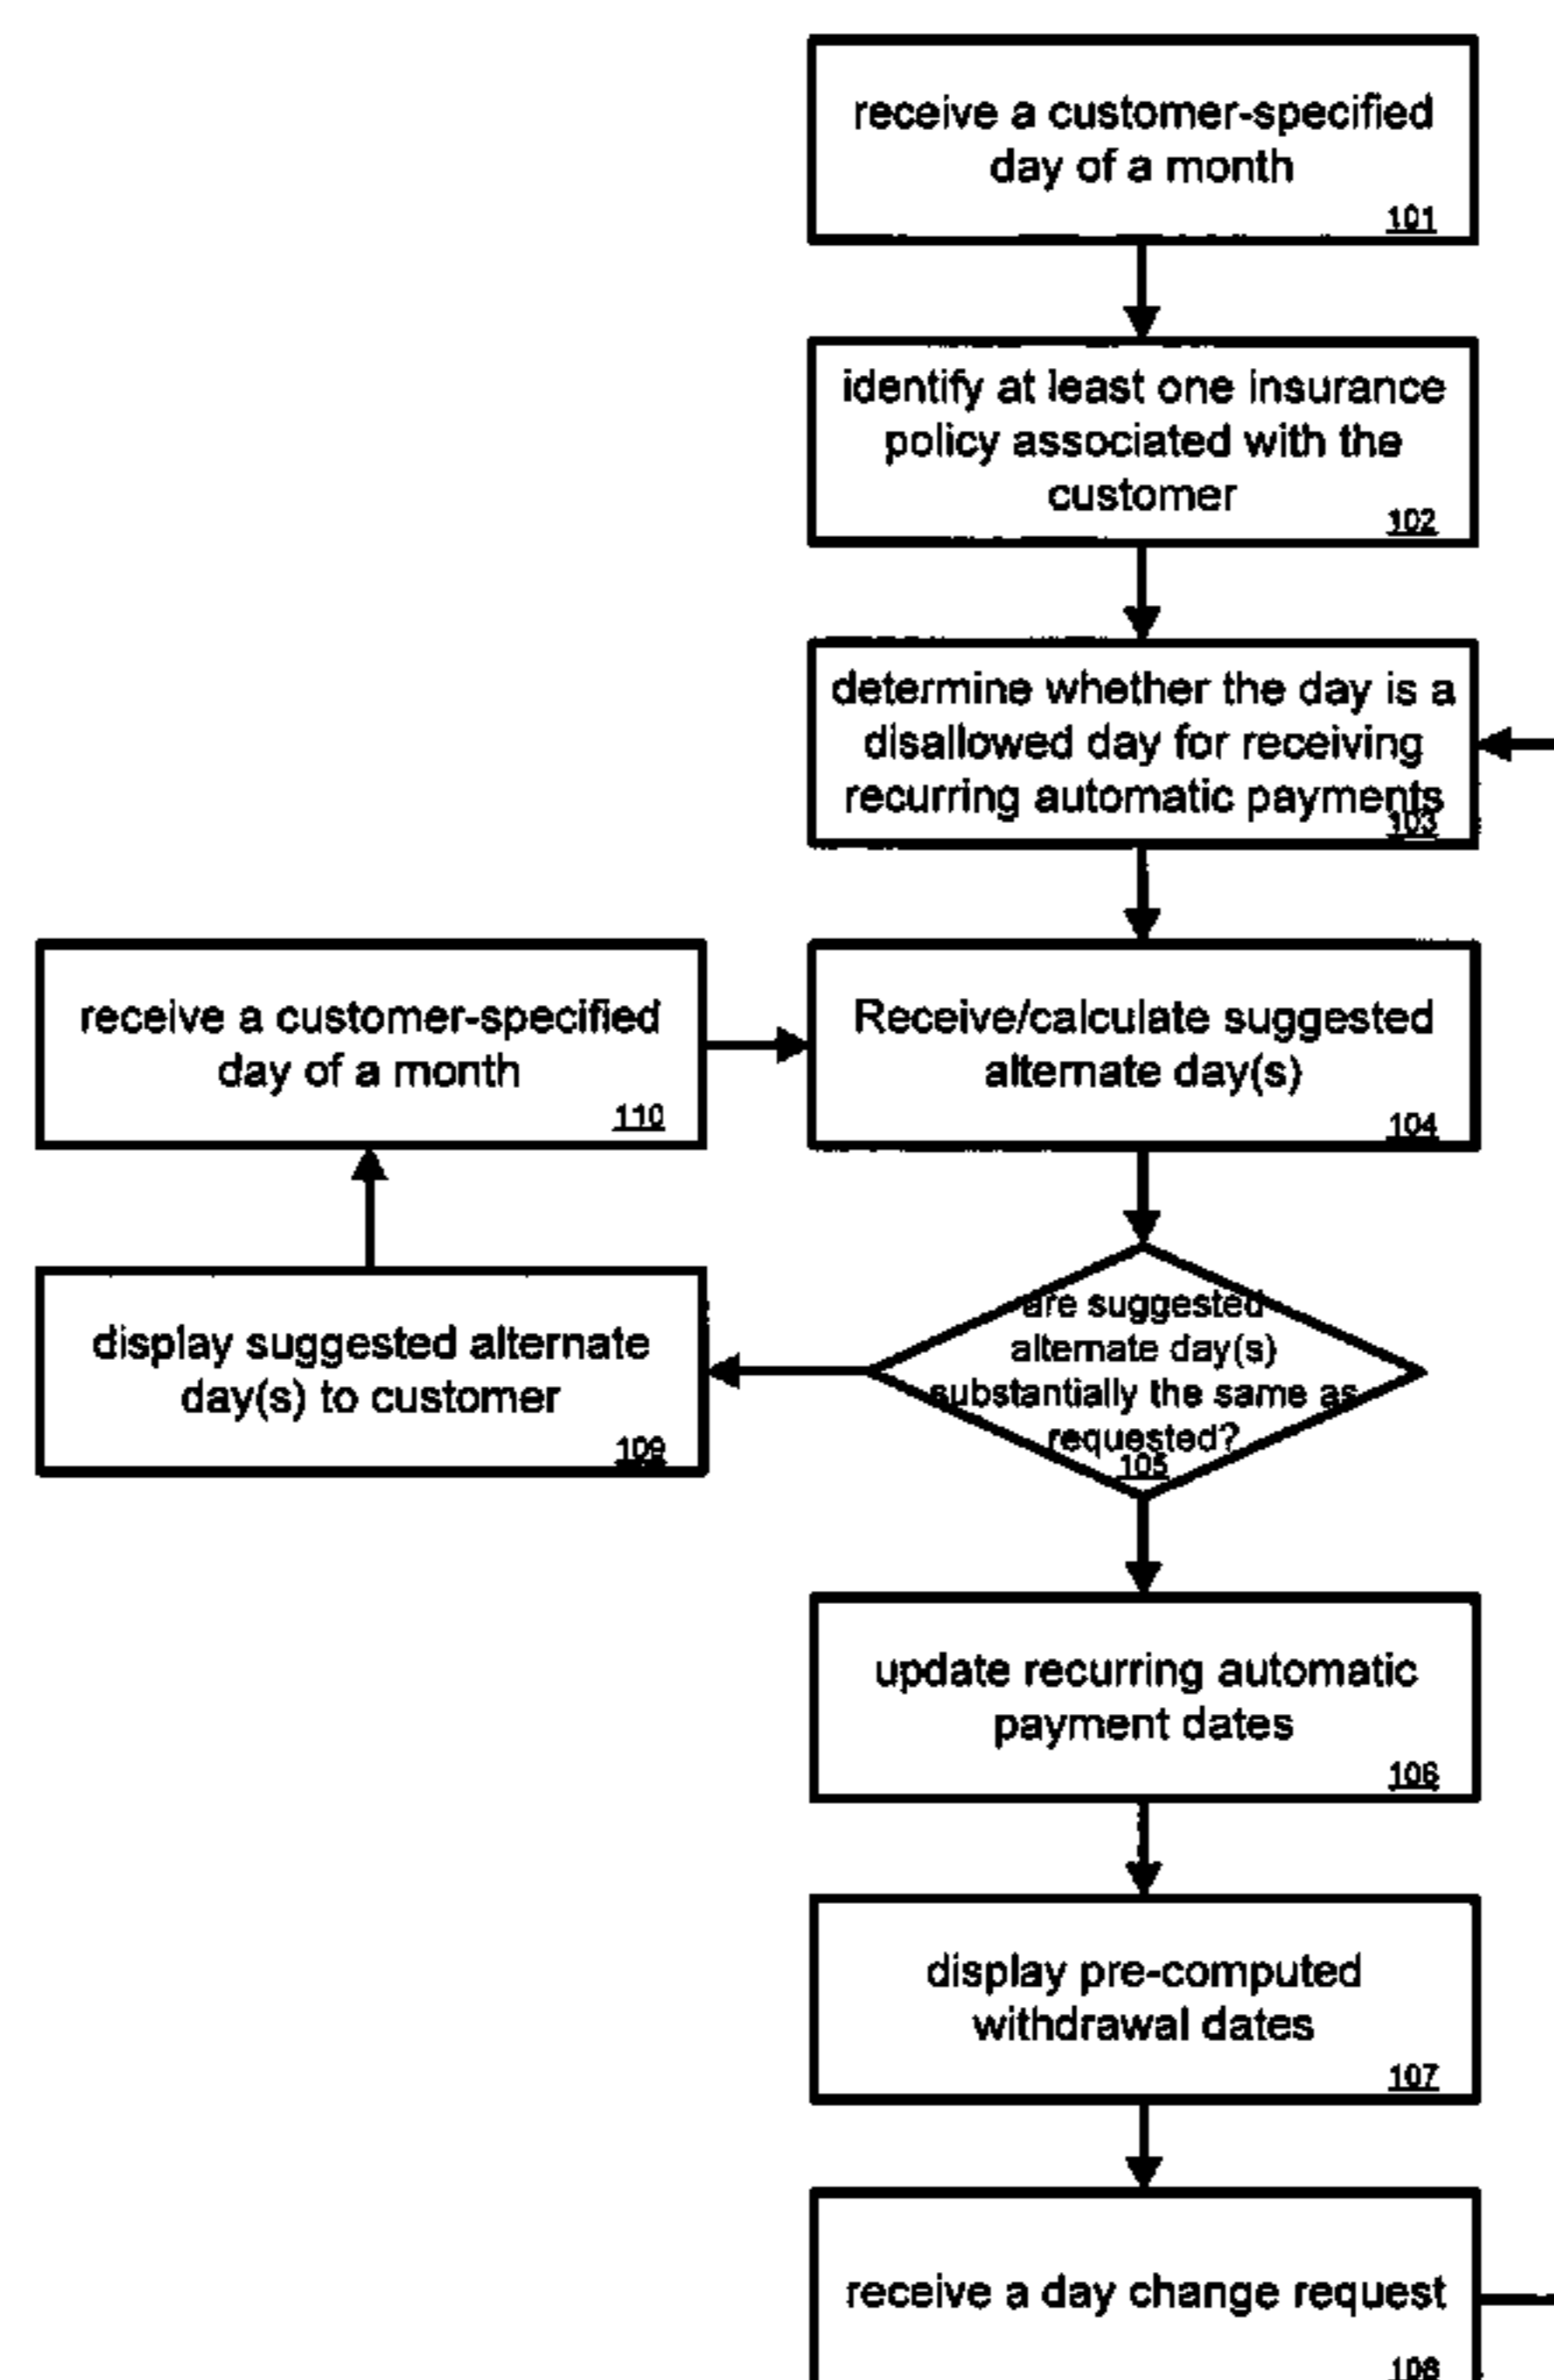 receive a customer-specified
day of a month
101
identify at least one insurance
policy associated with the
customer
102
determine whether the day is a
disallowed day for receiving
recurring automatic payments
103
receive a customer-specified
day of a month
110
Receive/calculate suggested
alternate day(s)
104
display suggested alternate
day(s) to customer
109
are suggested
alternate day(s)
substantially the same as
requested?
105
update recurring automatic
payment dates
106
display pre-computed
withdrawal dates
107
receive a day change request
108